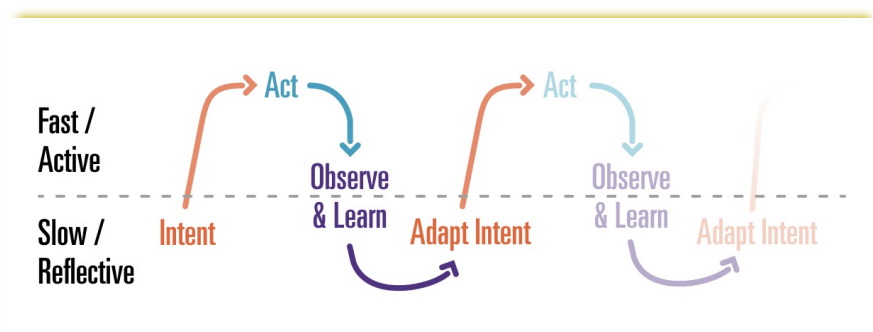 Act
Act
Fast /
Active
Observe
& Learn
Observe
& Learn
Slow /
Reflective
Intent
Adapt Intent
Adapt Intent